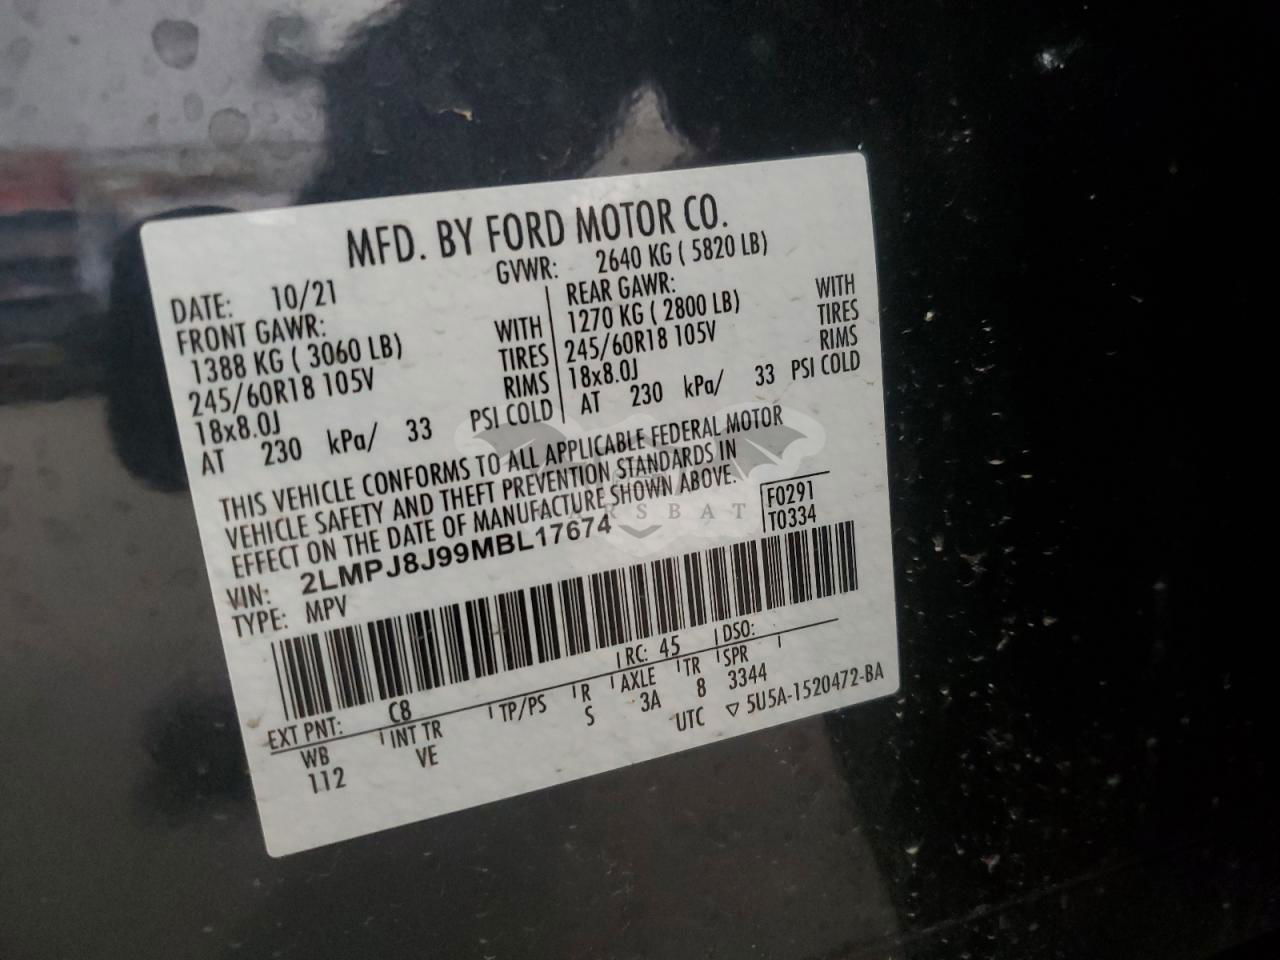 MFD. BY FORD MOTOR CO.
DATE: 10/21 GVWR: 2640 KG ( 5820 LB)
FRONT GAWR: REAR GAWR:
1388 KG ( 3060 LB) WITH 1270 KG ( 2800 LB) WITH
245/60R18 105V TIRES 245/60R18 105V TIRES
18x8.0J RIMS 18x8.0J RIMS
AT 230 kPa/ 33 PSI COLD AT 230 kPa/ 33 PSI COLD
THIS VEHICLE CONFORMS TO ALL APPLICABLE FEDERAL MOTOR
VEHICLE SAFETY AND THEFT PREVENTION STANDARDS IN
EFFECT ON THE DATE OF MANUFACTURE SHOWN ABOVE.
F0291
T0334
VIN: 2LMPJ8J99MBL17674
TYPE: MPV
EXT PNT: C8 RC: 45 DSO:
WB INT TR TP/PS R AXLE TR SPR
112 VE S 3A 8 3344
UTC ▽ 5U5A-1520472-BA